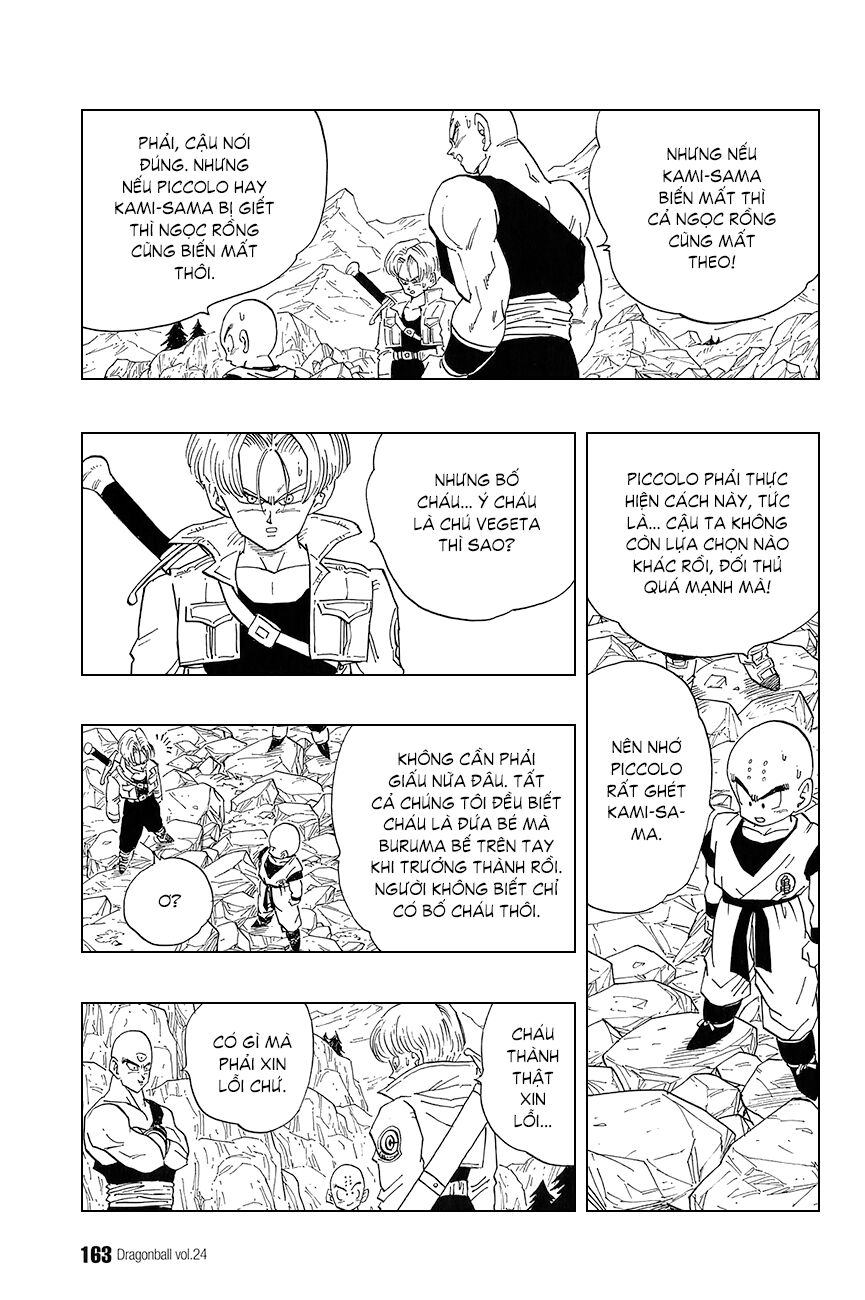 NHƯNG NẾU
KAMI-SAMA
BIẾN MẤT THÌ
CẢ NGỌC RỒNG
CŨNG MẤT
THEO!
PHẢI, CẬU NÓI
ĐÚNG. NHƯNG
NẾU PICCOLO HAY
KAMI-SAMA BỊ GIẾT
THÌ NGỌC RỒNG
CŨNG BIẾN MẤT
THÔI.
PICCOLO PHẢI THỰC
HIỆN CÁCH NÀY, TỨC
LÀ... CẬU TA KHÔNG
CÒN LỰA CHỌN NÀO
KHÁC RỒI, ĐỐI THỦ
QUÁ MẠNH MÀ!
NÊN NHỚ
PICCOLO
RẤT GHÉT
KAMI-SA-
MA.
NHƯNG BỐ
CHÁU... Ý CHÁU
LÀ CHÚ VEGETA
THÌ SAO?
KHÔNG CẦN PHẢI
GIẤU NỮA ĐÂU. TẤT
CẢ CHÚNG TÔI ĐỀU BIẾT
CHÁU LÀ ĐỨA BÉ MÀ
BURUMA BẾ TRÊN TAY
KHI TRƯỞNG THÀNH RỒI.
NGƯỜI KHÔNG BIẾT CHỈ
CÓ BỐ CHÁU THÔI.
Ơ?
CHÁU
THÀNH
THẬT
XIN
LỖI...
CÓ GÌ MÀ
PHẢI XIN
LỖI CHỨ.
163 Dragonball vol.24